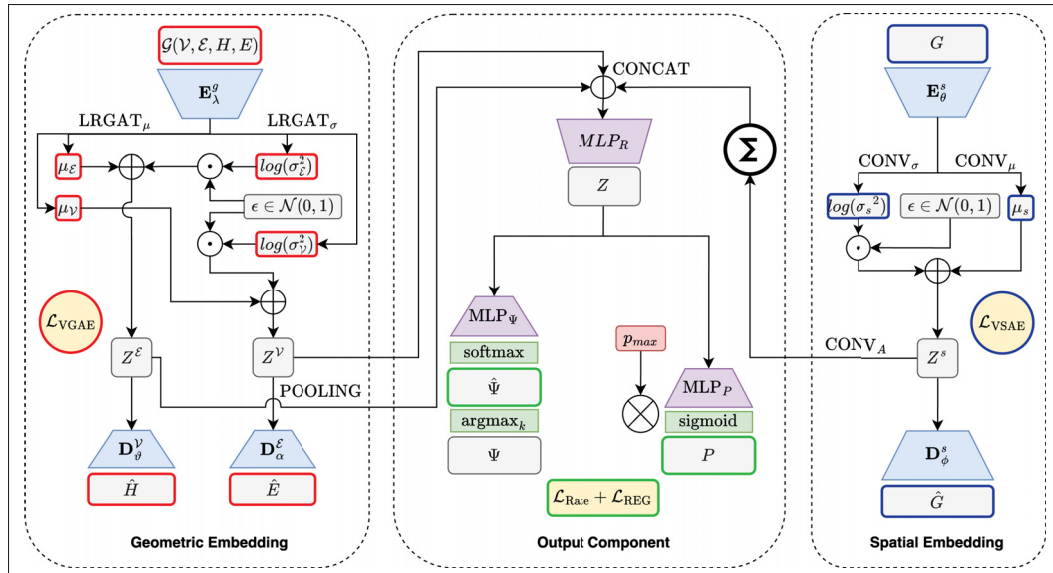 𝒢(𝒱, ℰ, H, E)
E^g_λ
LRGAT_μ
LRGAT_σ
μ_ℰ
log(σ²_ℰ)
μ_𝒱
ϵ ∈ 𝒩(0, 1)
log(σ²_𝒱)
ℒ_VGAE
Z^ℰ
Z^𝒱
POOLING
D^𝒱_ϑ
D^ℰ_α
Ĥ
Ê
Geometric Embedding
CONCAT
MLP_R
Z
MLP_Ψ
softmax
Ψ̂
argmax_k
Ψ
p_max
MLP_P
sigmoid
P
ℒ_Rate + ℒ_REG
Output Component
G
E^s_θ
CONV_σ
CONV_μ
log(σ_s²)
ϵ ∈ 𝒩(0, 1)
μ_s
Σ
ℒ_VSAE
CONV_A
Z^s
D^s_ϕ
Ĝ
Spatial Embedding